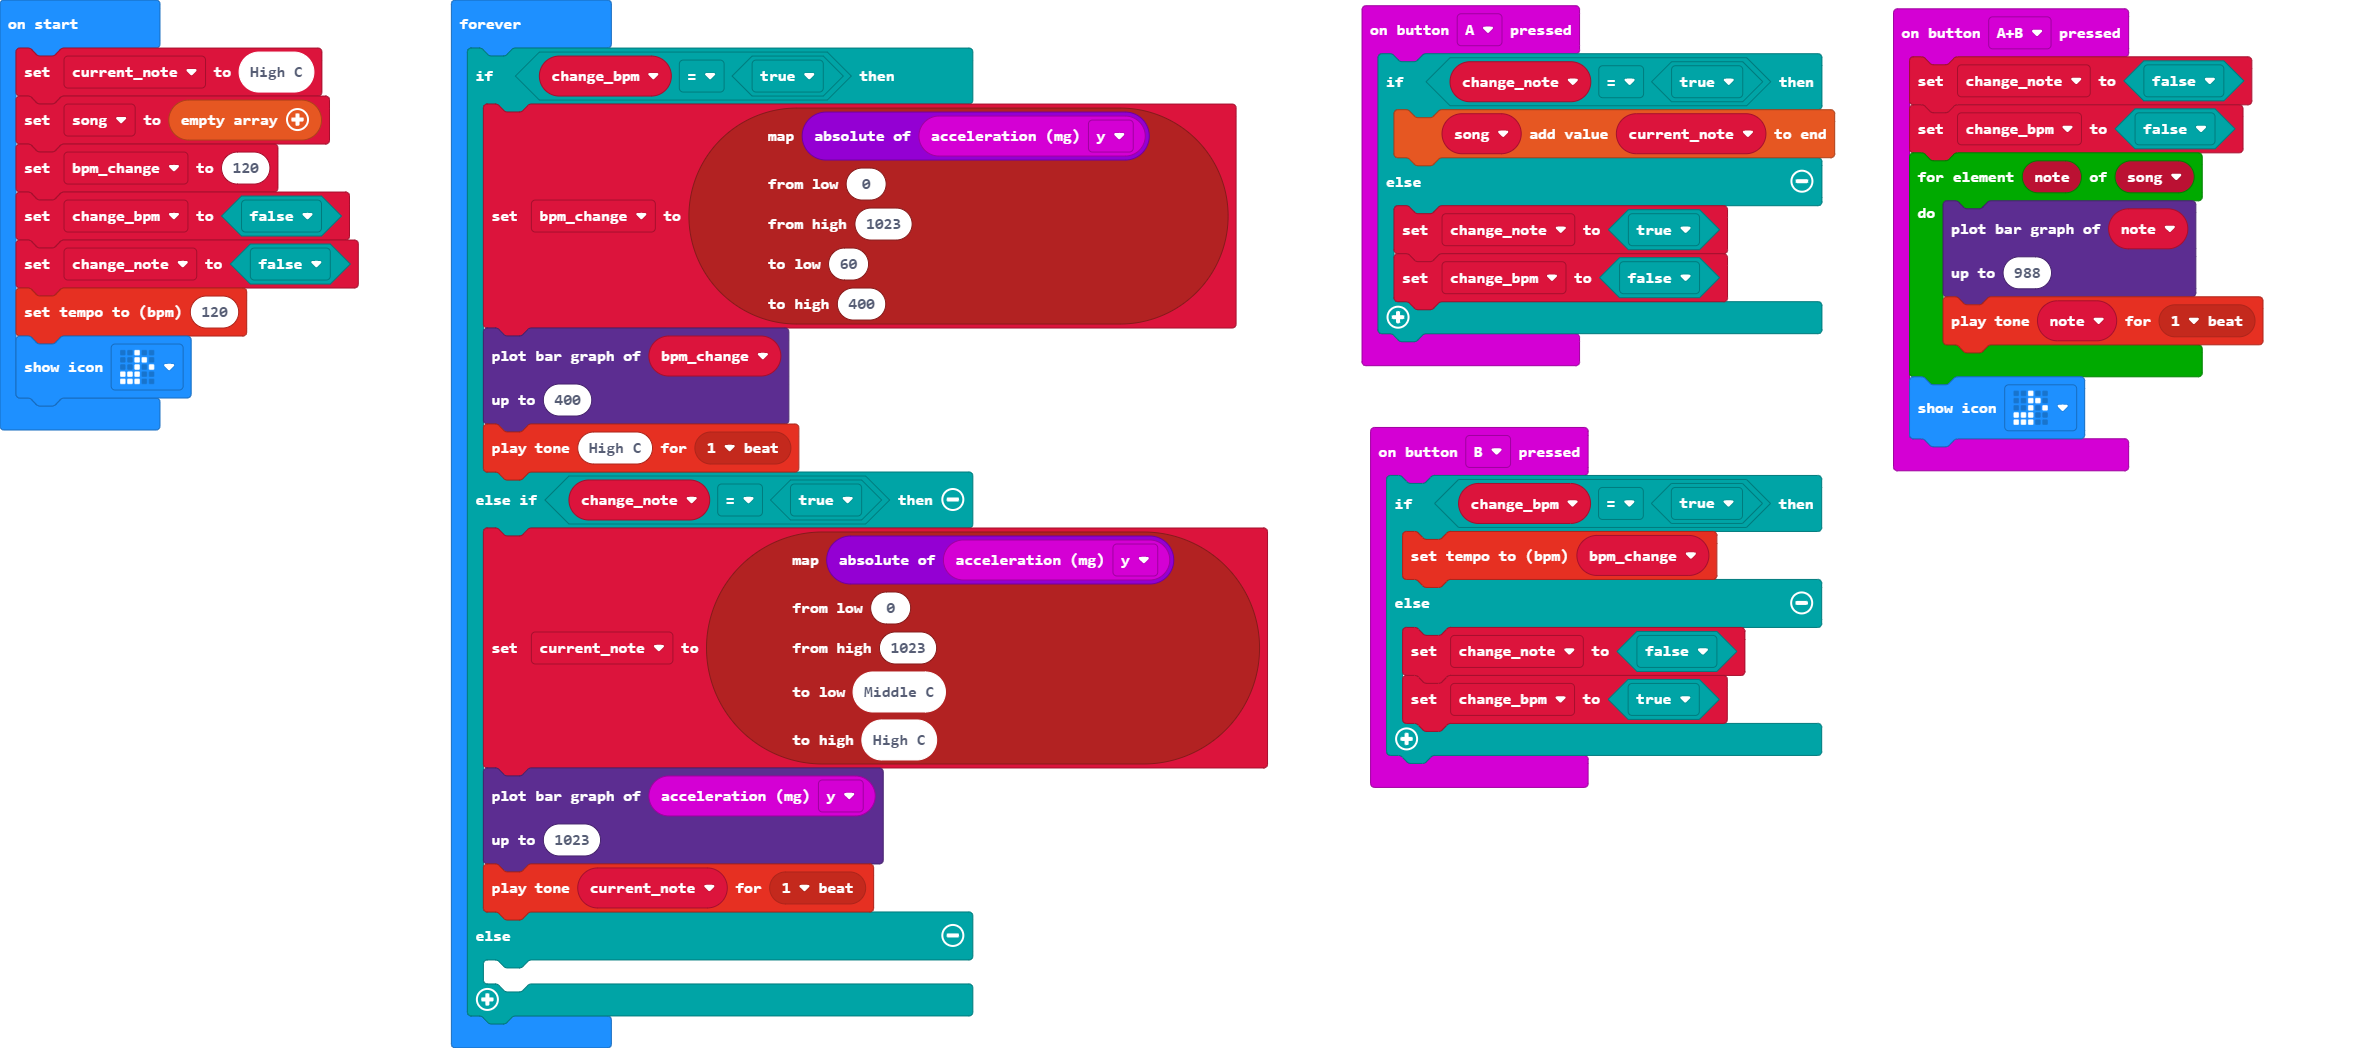 on start
set current_note to High C
set song to empty array
set bpm_change to 120
set change_bpm to false
set change_note to false
set tempo to (bpm) 120
show icon
forever
if change_bpm = true then
set bpm_change to
map absolute of acceleration (mg) y
from low 0
from high 1023
to low 60
to high 400
plot bar graph of bpm_change
up to 400
play tone High C for 1 beat
else if change_note = true then
set current_note to
map absolute of acceleration (mg) y
from low 0
from high 1023
to low Middle C
to high High C
plot bar graph of acceleration (mg) y
up to 1023
play tone current_note for 1 beat
else
on button A pressed
if change_note = true then
song add value current_note to end
else
set change_note to true
set change_bpm to false
on button B pressed
if change_bpm = true then
set tempo to (bpm) bpm_change
else
set change_note to false
set change_bpm to true
on button A+B pressed
set change_note to false
set change_bpm to false
for element note of song
do
plot bar graph of note
up to 988
play tone note for 1 beat
show icon